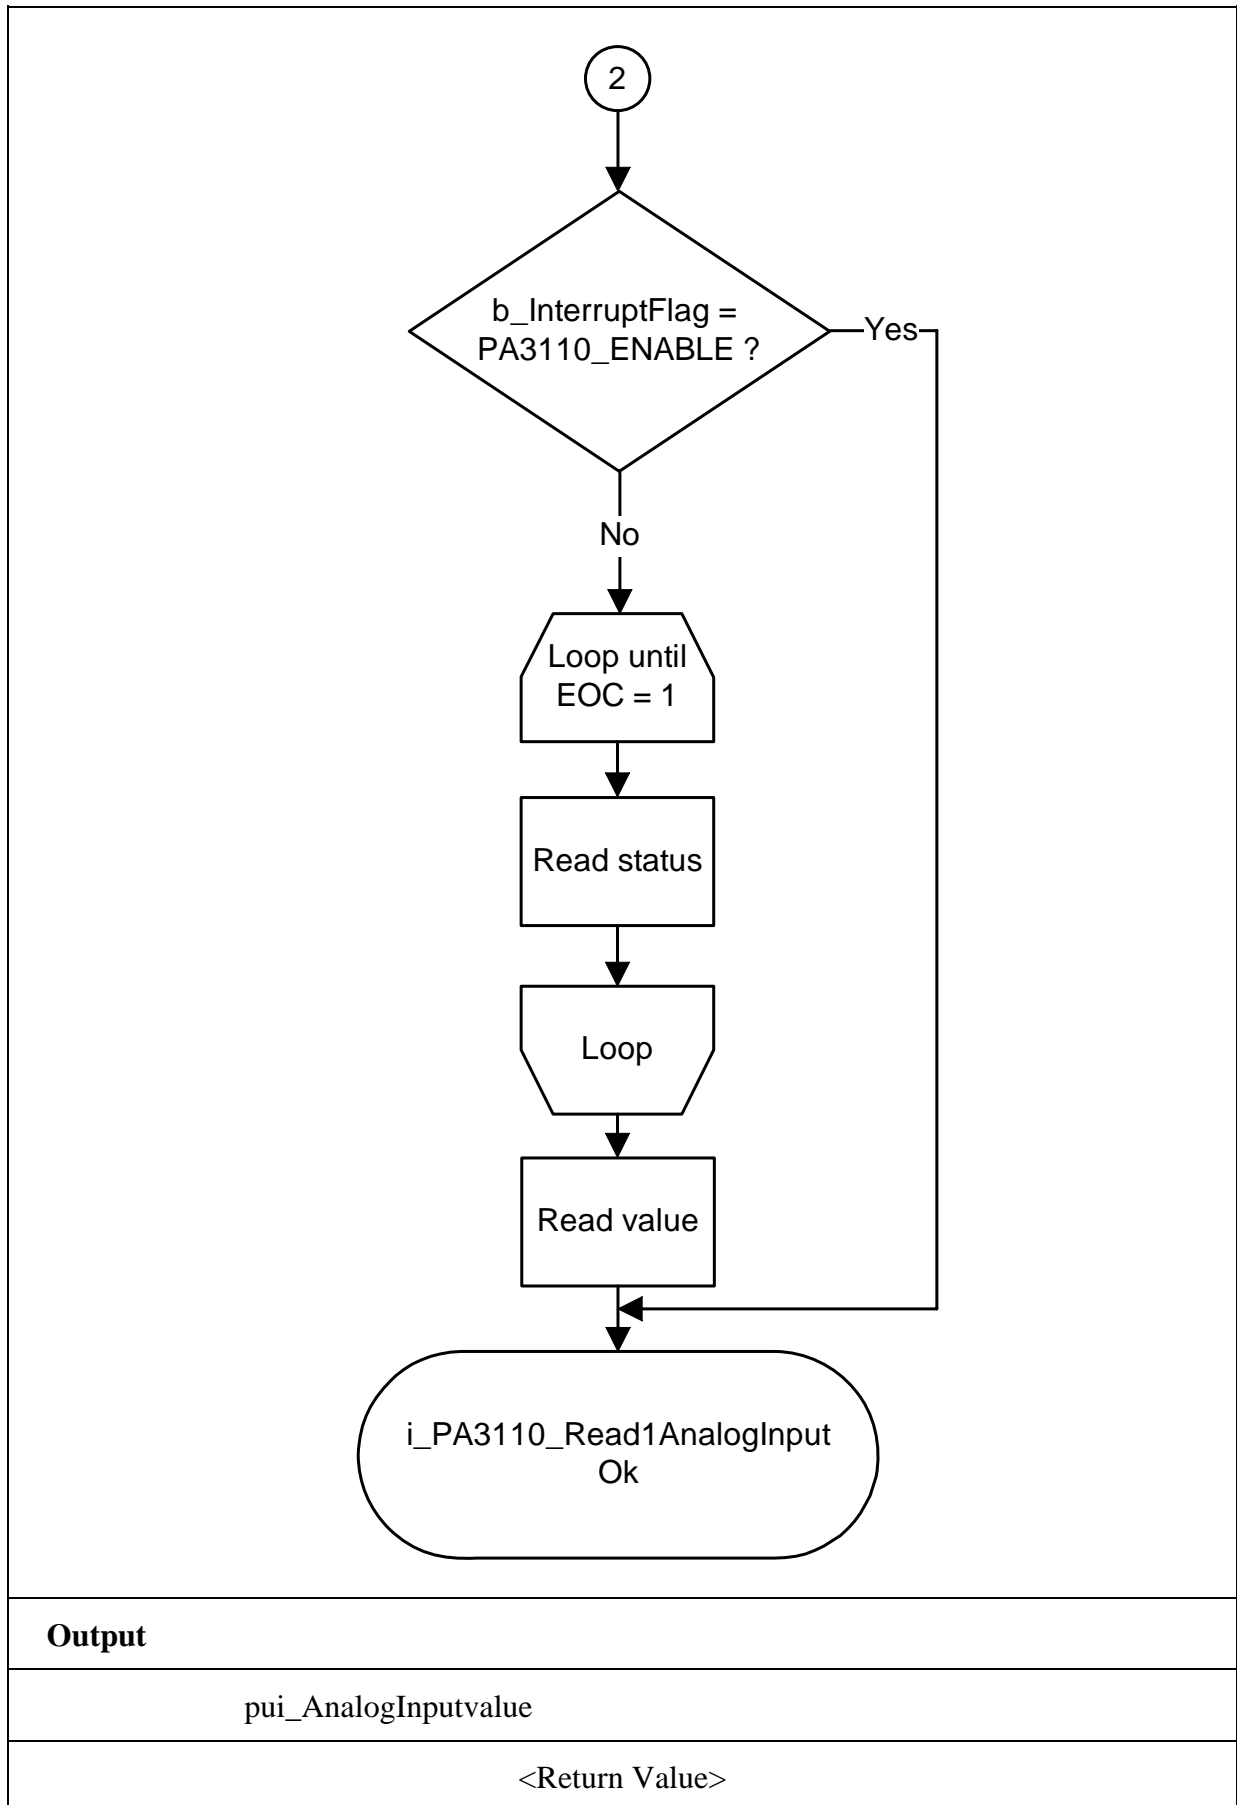 2
b_InterruptFlag =
PA3110_ENABLE ?
Yes
No
Loop until
EOC = 1
Read status
Loop
Read value
i_PA3110_Read1AnalogInput
Ok
Output
pui_AnalogInputvalue
<Return Value>